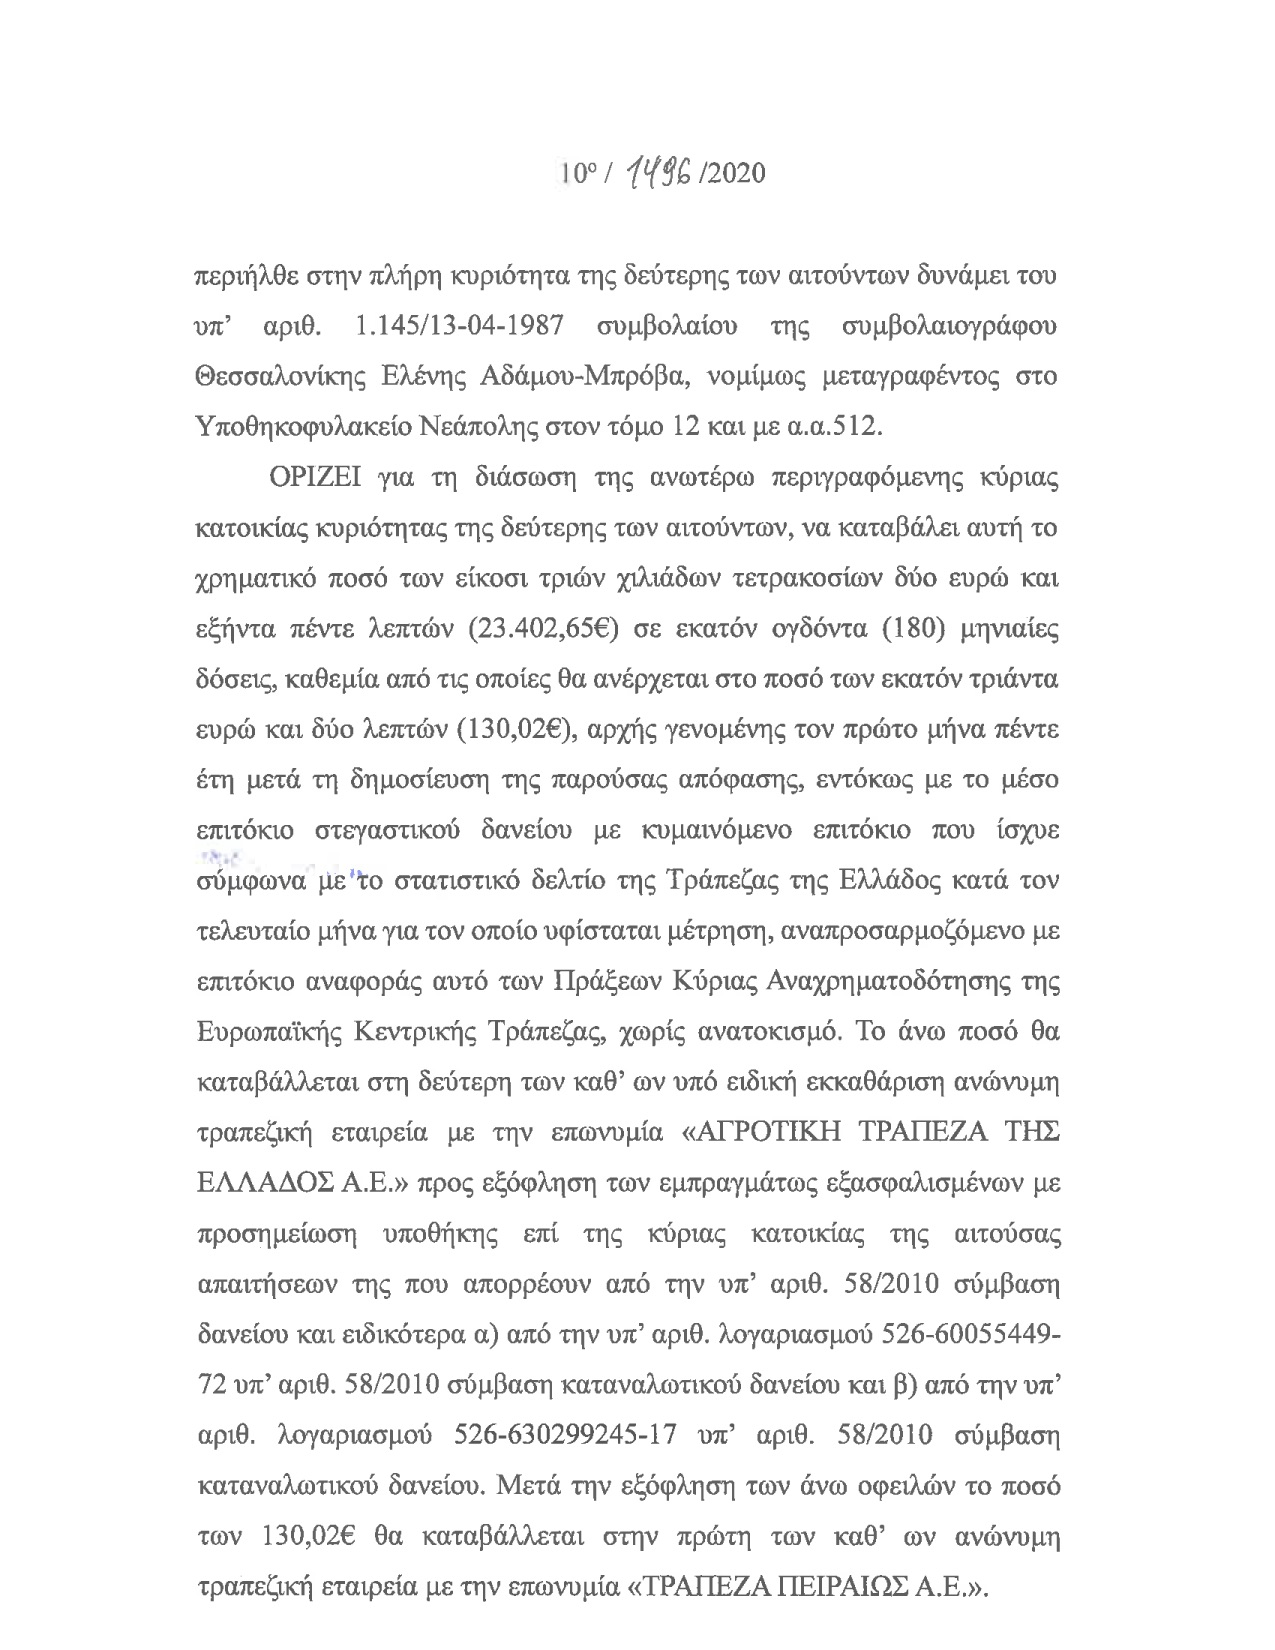 10º / 1496 /2020
περιήλθε στην πλήρη κυριότητα της δεύτερης των αιτούντων δυνάμει του
υπ’ αριθ. 1.145/13-04-1987 συμβολαίου της συμβολαιογράφου
Θεσσαλονίκης Ελένης Αδάμου-Μπρόβα, νομίμως μεταγραφέντος στο
Υποθηκοφυλακείο Νεάπολης στον τόμο 12 και με α.α.512.
ΟΡΙΖΕΙ για τη διάσωση της ανωτέρω περιγραφόμενης κύριας
κατοικίας κυριότητας της δεύτερης των αιτούντων, να καταβάλει αυτή το
χρηματικό ποσό των είκοσι τριών χιλιάδων τετρακοσίων δύο ευρώ και
εξήντα πέντε λεπτών (23.402,65€) σε εκατόν ογδόντα (180) μηνιαίες
δόσεις, καθεμία από τις οποίες θα ανέρχεται στο ποσό των εκατόν τριάντα
ευρώ και δύο λεπτών (130,02€), αρχής γενομένης τον πρώτο μήνα πέντε
έτη μετά τη δημοσίευση της παρούσας απόφασης, εντόκως με το μέσο
επιτόκιο στεγαστικού δανείου με κυμαινόμενο επιτόκιο που ίσχυε
σύμφωνα με το στατιστικό δελτίο της Τράπεζας της Ελλάδος κατά τον
τελευταίο μήνα για τον οποίο υφίσταται μέτρηση, αναπροσαρμοζόμενο με
επιτόκιο αναφοράς αυτό των Πράξεων Κύριας Αναχρηματοδότησης της
Ευρωπαϊκής Κεντρικής Τράπεζας, χωρίς ανατοκισμό. Το άνω ποσό θα
καταβάλλεται στη δεύτερη των καθ’ ων υπό ειδική εκκαθάριση ανώνυμη
τραπεζική εταιρεία με την επωνυμία «ΑΓΡΟΤΙΚΗ ΤΡΑΠΕΖΑ ΤΗΣ
ΕΛΛΑΔΟΣ Α.Ε.» προς εξόφληση των εμπραγμάτως εξασφαλισμένων με
προσημείωση υποθήκης επί της κύριας κατοικίας της αιτούσας
απαιτήσεων της που απορρέουν από την υπ’ αριθ. 58/2010 σύμβαση
δανείου και ειδικότερα α) από την υπ’ αριθ. λογαριασμού 526-60055449-
72 υπ’ αριθ. 58/2010 σύμβαση καταναλωτικού δανείου και β) από την υπ’
αριθ. λογαριασμού 526-630299245-17 υπ’ αριθ. 58/2010 σύμβαση
καταναλωτικού δανείου. Μετά την εξόφληση των άνω οφειλών το ποσό
των 130,02€ θα καταβάλλεται στην πρώτη των καθ’ ων ανώνυμη
τραπεζική εταιρεία με την επωνυμία «ΤΡΑΠΕΖΑ ΠΕΙΡΑΙΩΣ Α.Ε.».